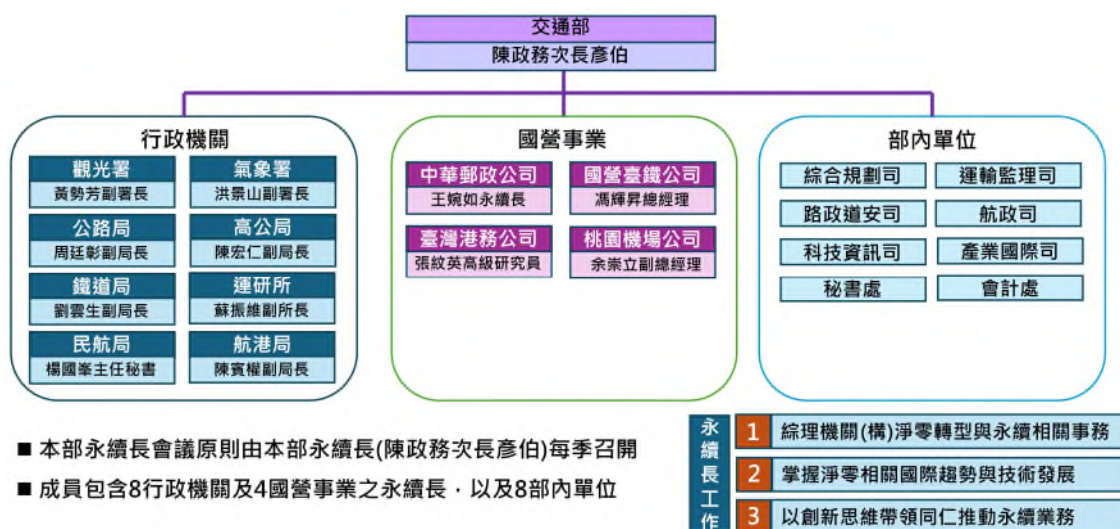 交通部
陳政務次長彥伯
行政機關
觀光署
黃勢芳副署長
氣象署
洪景山副署長
公路局
周廷彰副局長
高公局
陳宏仁副局長
鐵道局
劉雲生副局長
運研所
蘇振維副所長
民航局
楊國峯主任秘書
航港局
陳賓權副局長
國營事業
中華郵政公司
王婉如永續長
國營臺鐵公司
馮輝昇總經理
臺灣港務公司
張紋英高級研究員
桃園機場公司
余崇立副總經理
部內單位
綜合規劃司
運輸監理司
路政道安司
航政司
科技資訊司
產業國際司
秘書處
會計處
■ 本部永續長會議原則由本部永續長(陳政務次長彥伯)每季召開
■ 成員包含8行政機關及4國營事業之永續長，以及8部內單位
永續長工作
1 綜理機關(構)淨零轉型與永續相關事務
2 掌握淨零相關國際趨勢與技術發展
3 以創新思維帶領同仁推動永續業務